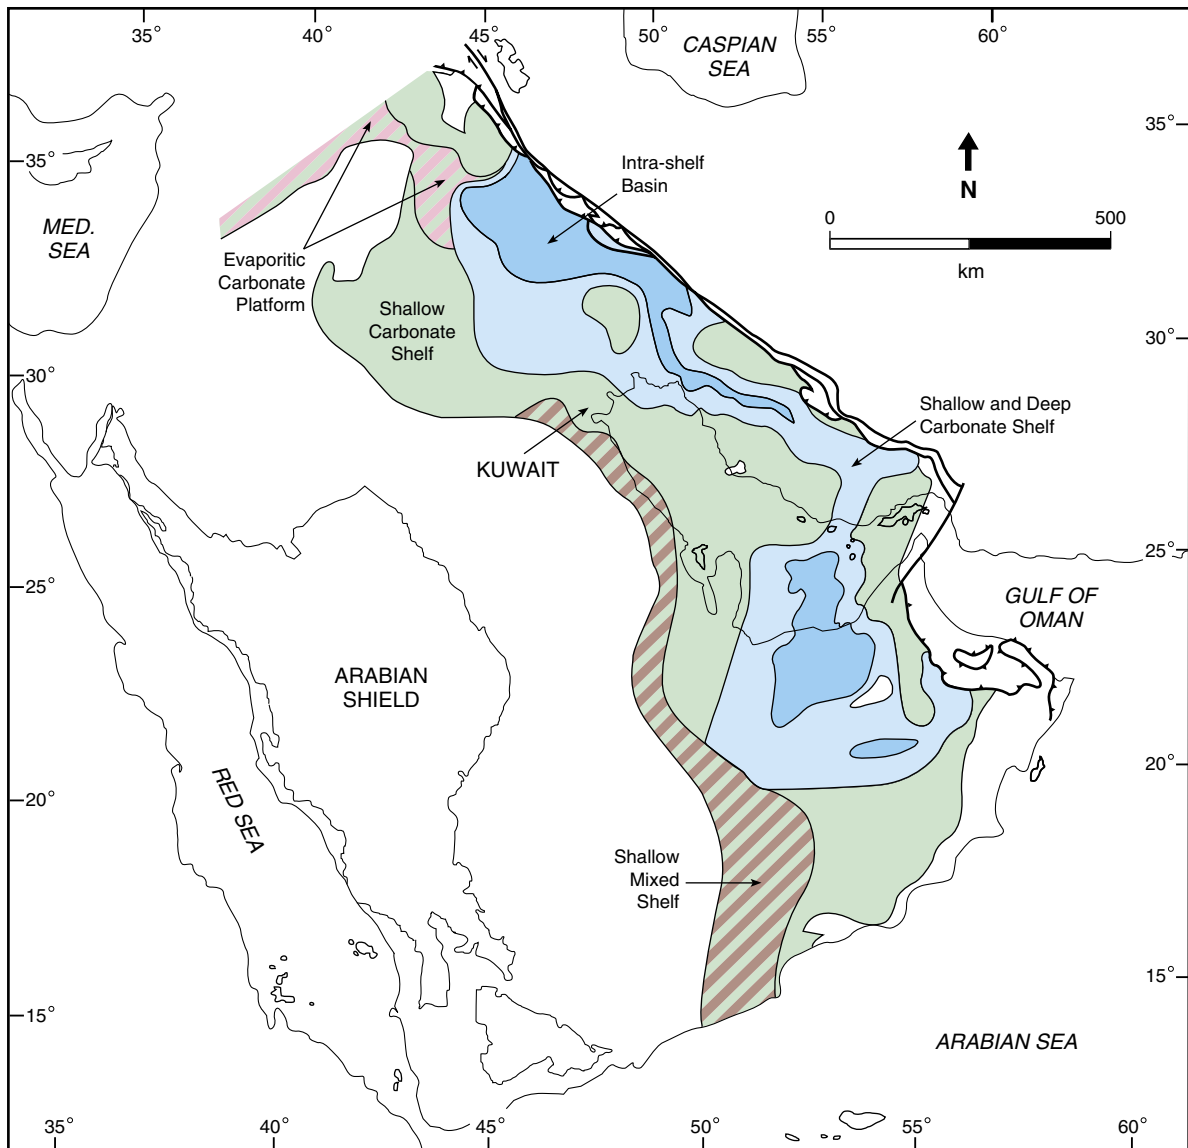 35°
40°
45°
50°
55°
60°
CASPIAN
SEA
35°
35°
Intra-shelf
Basin
N
0
500
km
MED.
SEA
Evaporitic
Carbonate
Platform
Shallow
Carbonate
Shelf
30°
30°
Shallow and Deep
Carbonate Shelf
KUWAIT
25°
25°
GULF OF
OMAN
ARABIAN
SHIELD
RED SEA
20°
20°
Shallow
Mixed
Shelf
15°
15°
ARABIAN SEA
35°
40°
45°
50°
55°
60°